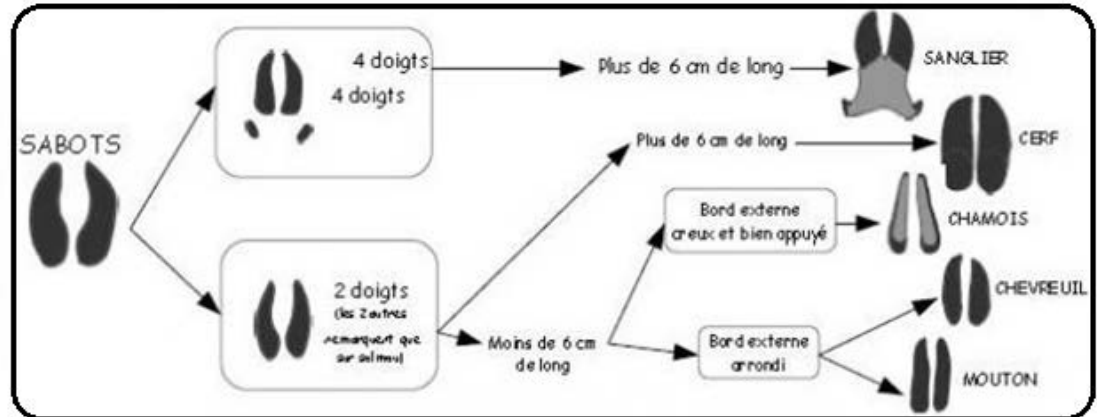 SABOTS
4 doigts
4 doigts
Plus de 6 cm de long
SANGLIER
2 doigts
(les 2 autres
remarquent que
sur sol mou)
Plus de 6 cm de long
CERF
Moins de 6 cm
de long
Bord externe
creux et bien appuyé
CHAMOIS
Bord externe
arrondi
CHEVREUIL
MOUTON